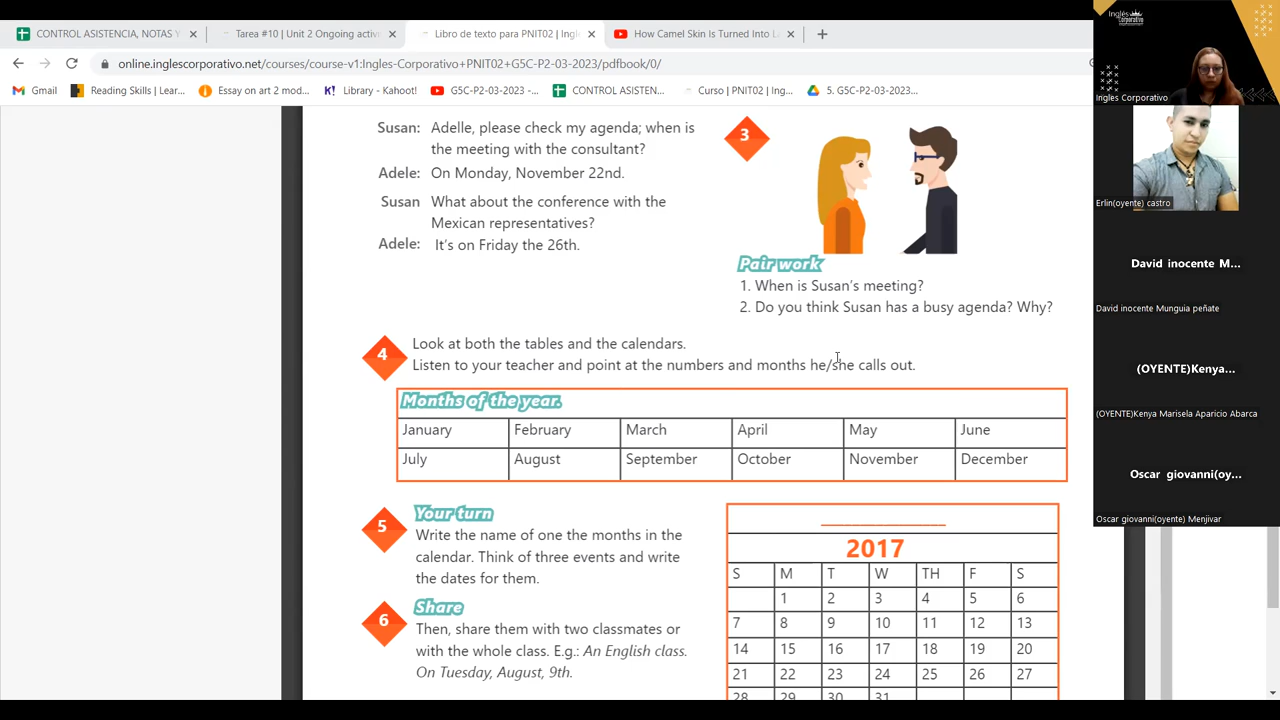 CONTROL ASISTENCIA, NOTAS Y
Tarea #10 | Unit 2 Ongoing activi
Libro de texto para PNIT02 | Ingl
How Camel Skin Is Turned Into L
online.inglescorporativo.net/courses/course-v1:Ingles-Corporativo+PNIT02+G5C-P2-03-2023/pdfbook/0/
Gmail
Reading Skills | Lear...
Essay on art 2 mod...
Library - Kahoot!
G5C-P2-03-2023 -...
CONTROL ASISTEN...
Curso | PNIT02 | Ing...
5. G5C-P2-03-2023...
Susan: Adelle, please check my agenda; when is
the meeting with the consultant?
Adele: On Monday, November 22nd.
Susan What about the conference with the
Mexican representatives?
Adele: It's on Friday the 26th.
3
Pair work
1. When is Susan's meeting?
2. Do you think Susan has a busy agenda? Why?
4
Look at both the tables and the calendars.
Listen to your teacher and point at the numbers and months he/she calls out.
Months of the year.
January February March April May June
July August September October November December
5
Your turn
Write the name of one the months in the
calendar. Think of three events and write
the dates for them.
6
Share
Then, share them with two classmates or
with the whole class. E.g.: An English class.
On Tuesday, August, 9th.
2017
S M T W TH F S
1 2 3 4 5 6
7 8 9 10 11 12 13
14 15 16 17 18 19 20
21 22 23 24 25 26 27
28 29 30 31
Inglés
Corporativo
Ingles Corporativo
Erlin(oyente) castro
David inocente M...
David inocente Munguia peñate
(OYENTE)Kenya...
(OYENTE)Kenya Marisela Aparicio Abarca
Oscar giovanni(oy...
Oscar giovanni(oyente) Menjivar